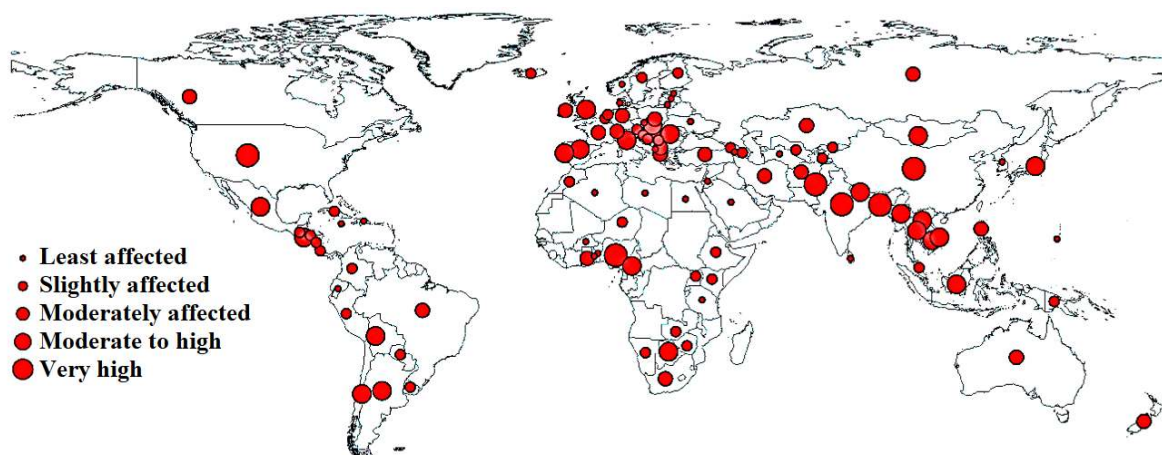 Least affected
Slightly affected
Moderately affected
Moderate to high
Very high